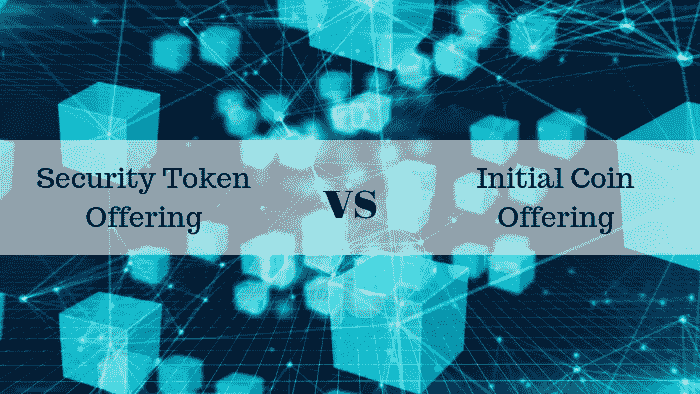 Security Token
Offering
vs
Initial Coin
Offering